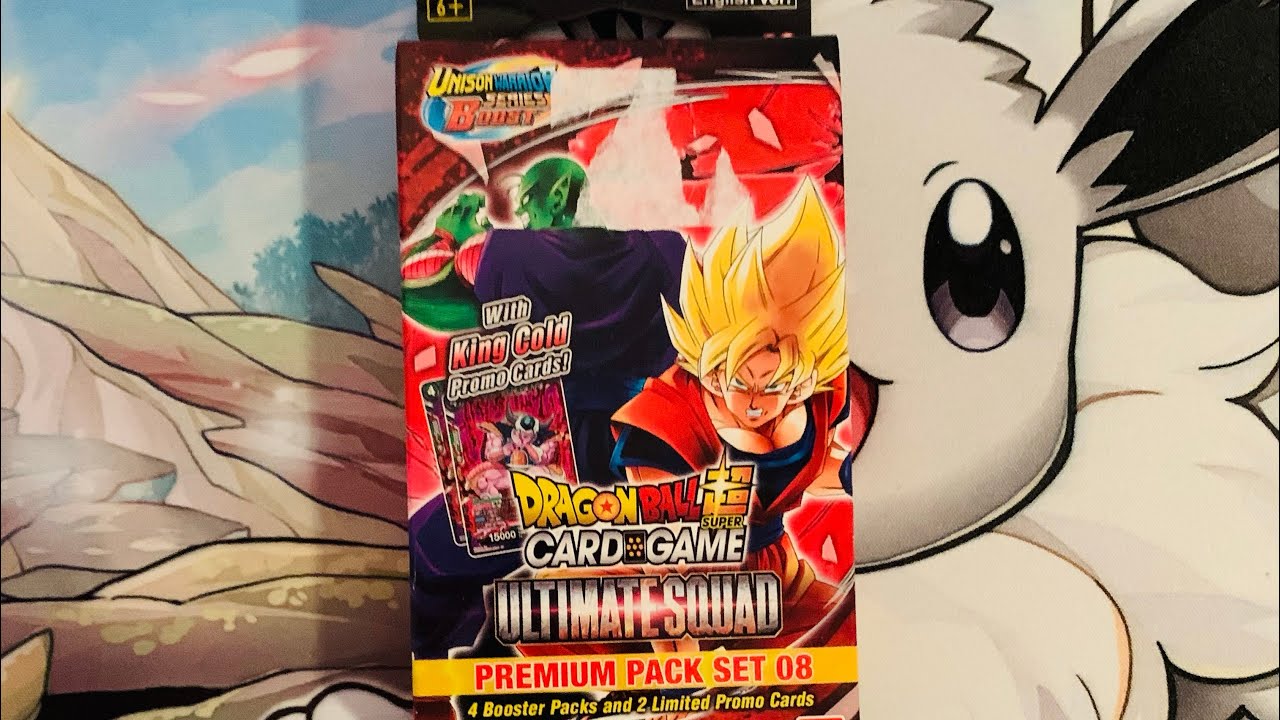 6+
English ver.
UNISON WARRIOR
SERIES
BOOST
With
King Cold
Promo Cards!
15000
DRAGON BALL 超
SUPER
CARD GAME
ULTIMATE SQUAD
PREMIUM PACK SET 08
4 Booster Packs and 2 Limited Promo Cards